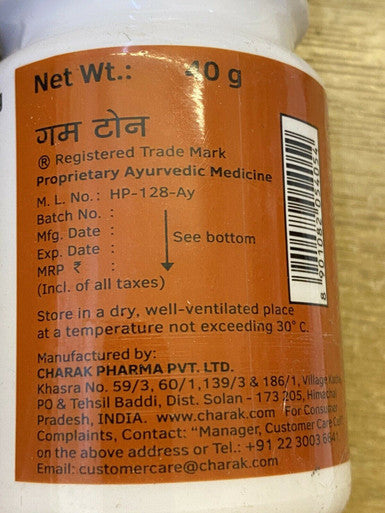 Net Wt.: 40 g
गम टोन
® Registered Trade Mark
Proprietary Ayurvedic Medicine
M. L. No.: HP-128-Ay
Batch No. :
Mfg. Date :
Exp. Date :
MRP ₹ :
(Incl. of all taxes)
See bottom
Store in a dry, well-ventilated place
at a temperature not exceeding 30° C.
Manufactured by:
CHARAK PHARMA PVT. LTD.
Khasra No. 59/3, 60/1,139/3 & 186/1, Village
PO & Tehsil Baddi, Dist. Solan - 173 205, Himachal
Pradesh, INDIA. www.charak.com For Consumer
Complaints, Contact: "Manager, Customer Care
on the above address or Tel.: +91 22 3003 6641
Email: customercare@charak.com
8 901082 054054